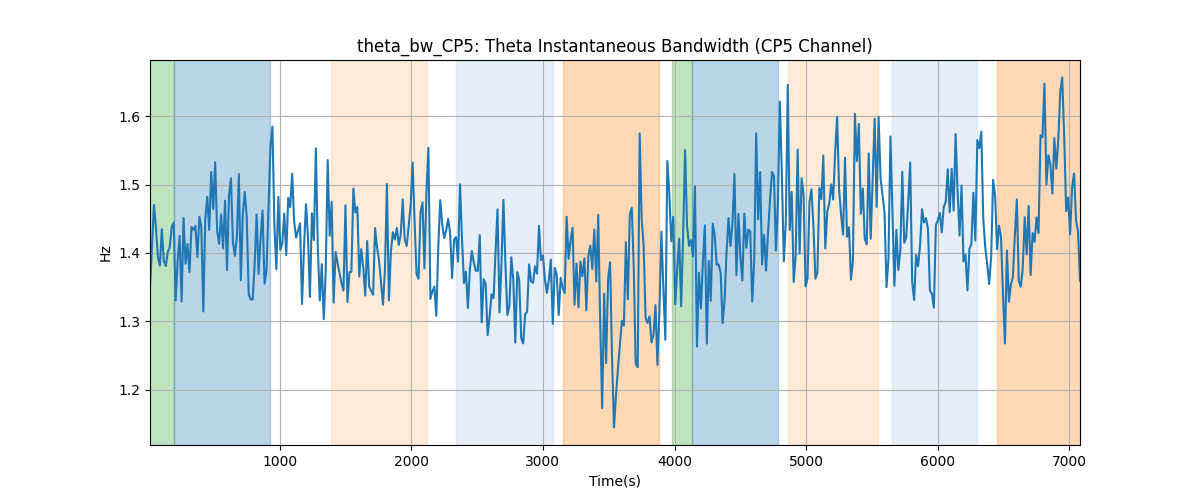 theta_bw_CP5: Theta Instantaneous Bandwidth (CP5 Channel)
Hz
1.6
1.5
1.4
1.3
1.2
1000 2000 3000 4000 5000 6000 7000
Time(s)